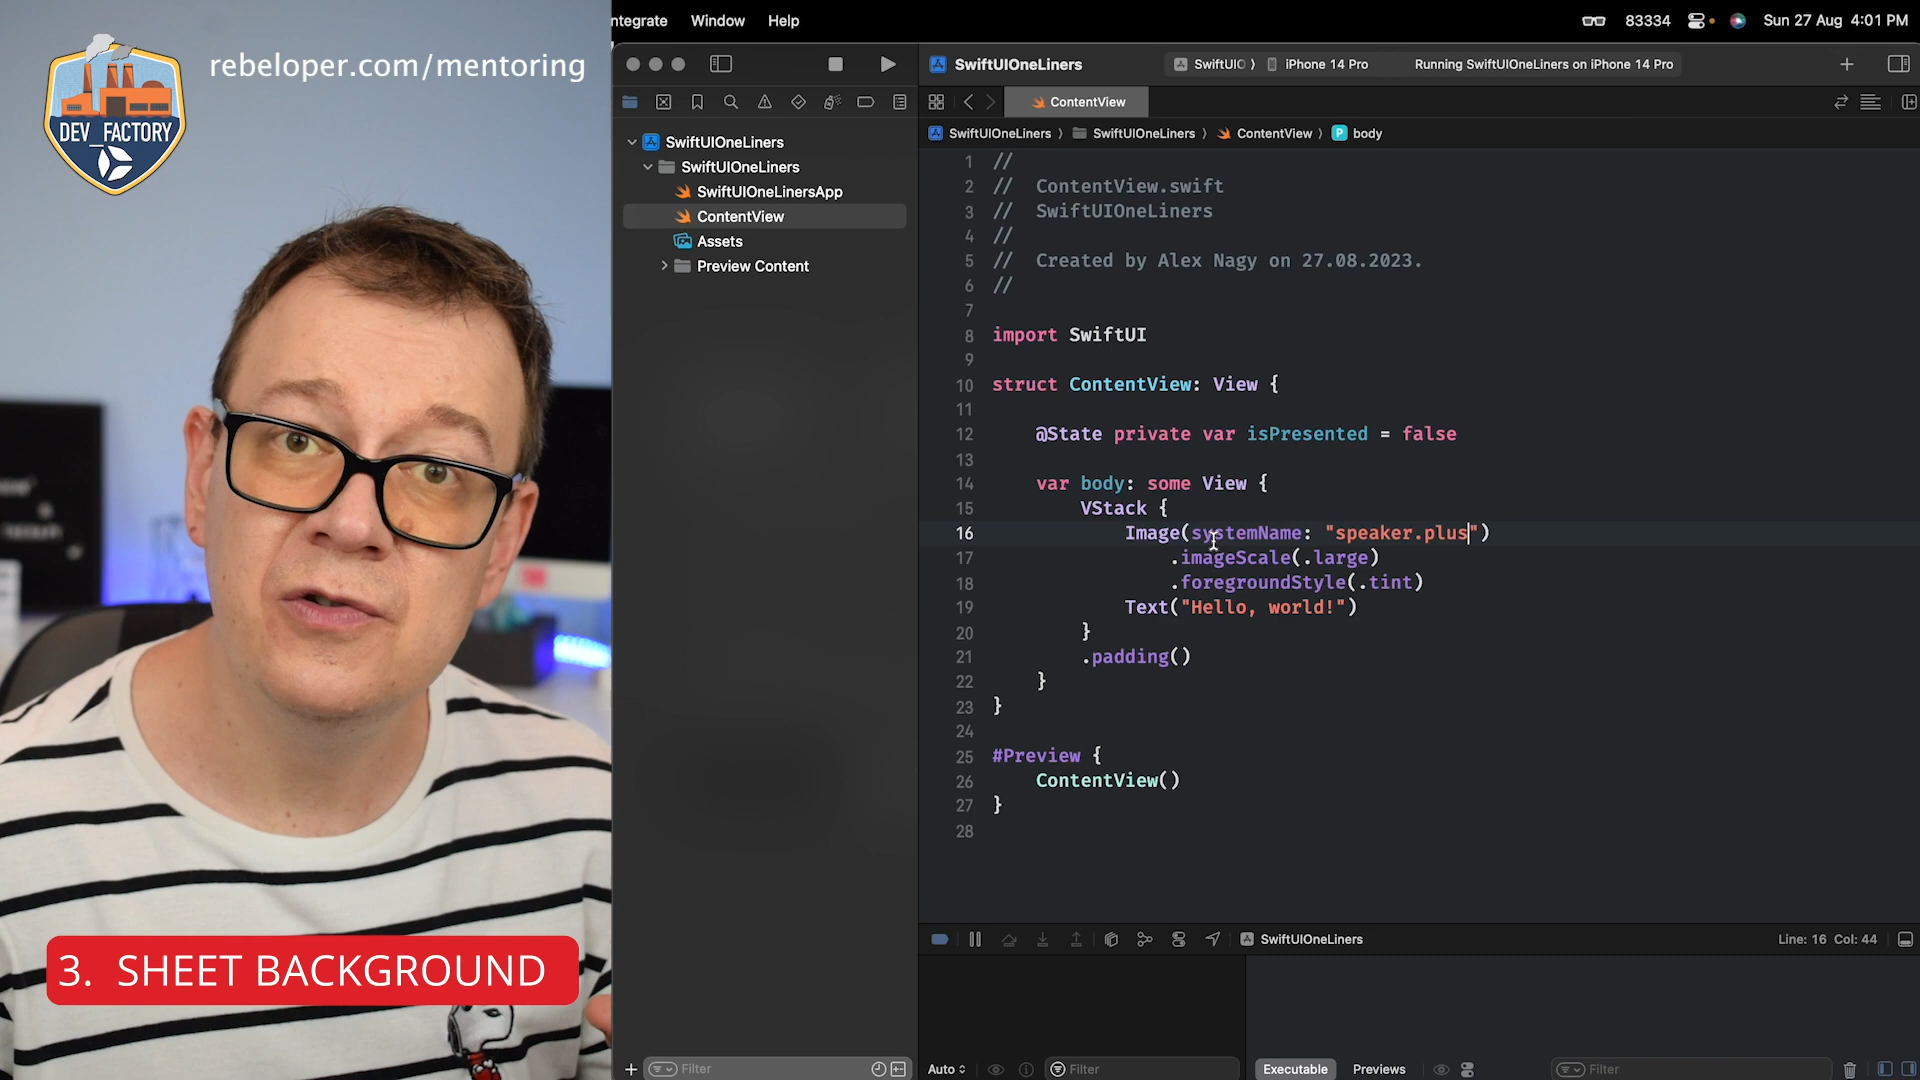 rebeloper.com/mentoring
DEV_FACTORY
3. SHEET BACKGROUND
ntegrate Window Help
83334 Sun 27 Aug 4:01 PM
SwiftUIOneLiners
SwiftUIO 〉 iPhone 14 Pro
Running SwiftUIOneLiners on iPhone 14 Pro
ContentView
SwiftUIOneLiners 〉 SwiftUIOneLiners 〉 ContentView 〉 P body
SwiftUIOneLiners
SwiftUIOneLiners
SwiftUIOneLinersApp
ContentView
Assets
Preview Content
1 //
2 // ContentView.swift
3 // SwiftUIOneLiners
4 //
5 // Created by Alex Nagy on 27.08.2023.
6 //
7
8 import SwiftUI
9
10 struct ContentView: View {
11
12 @State private var isPresented = false
13
14 var body: some View {
15 VStack {
16 Image(systemName: "speaker.plus")
17 .imageScale(.large)
18 .foregroundStyle(.tint)
19 Text("Hello, world!")
20 }
21 .padding()
22 }
23 }
24
25 #Preview {
26 ContentView()
27 }
28
SwiftUIOneLiners
Line: 16 Col: 44
Filter
Auto
Filter
Executable Previews
Filter